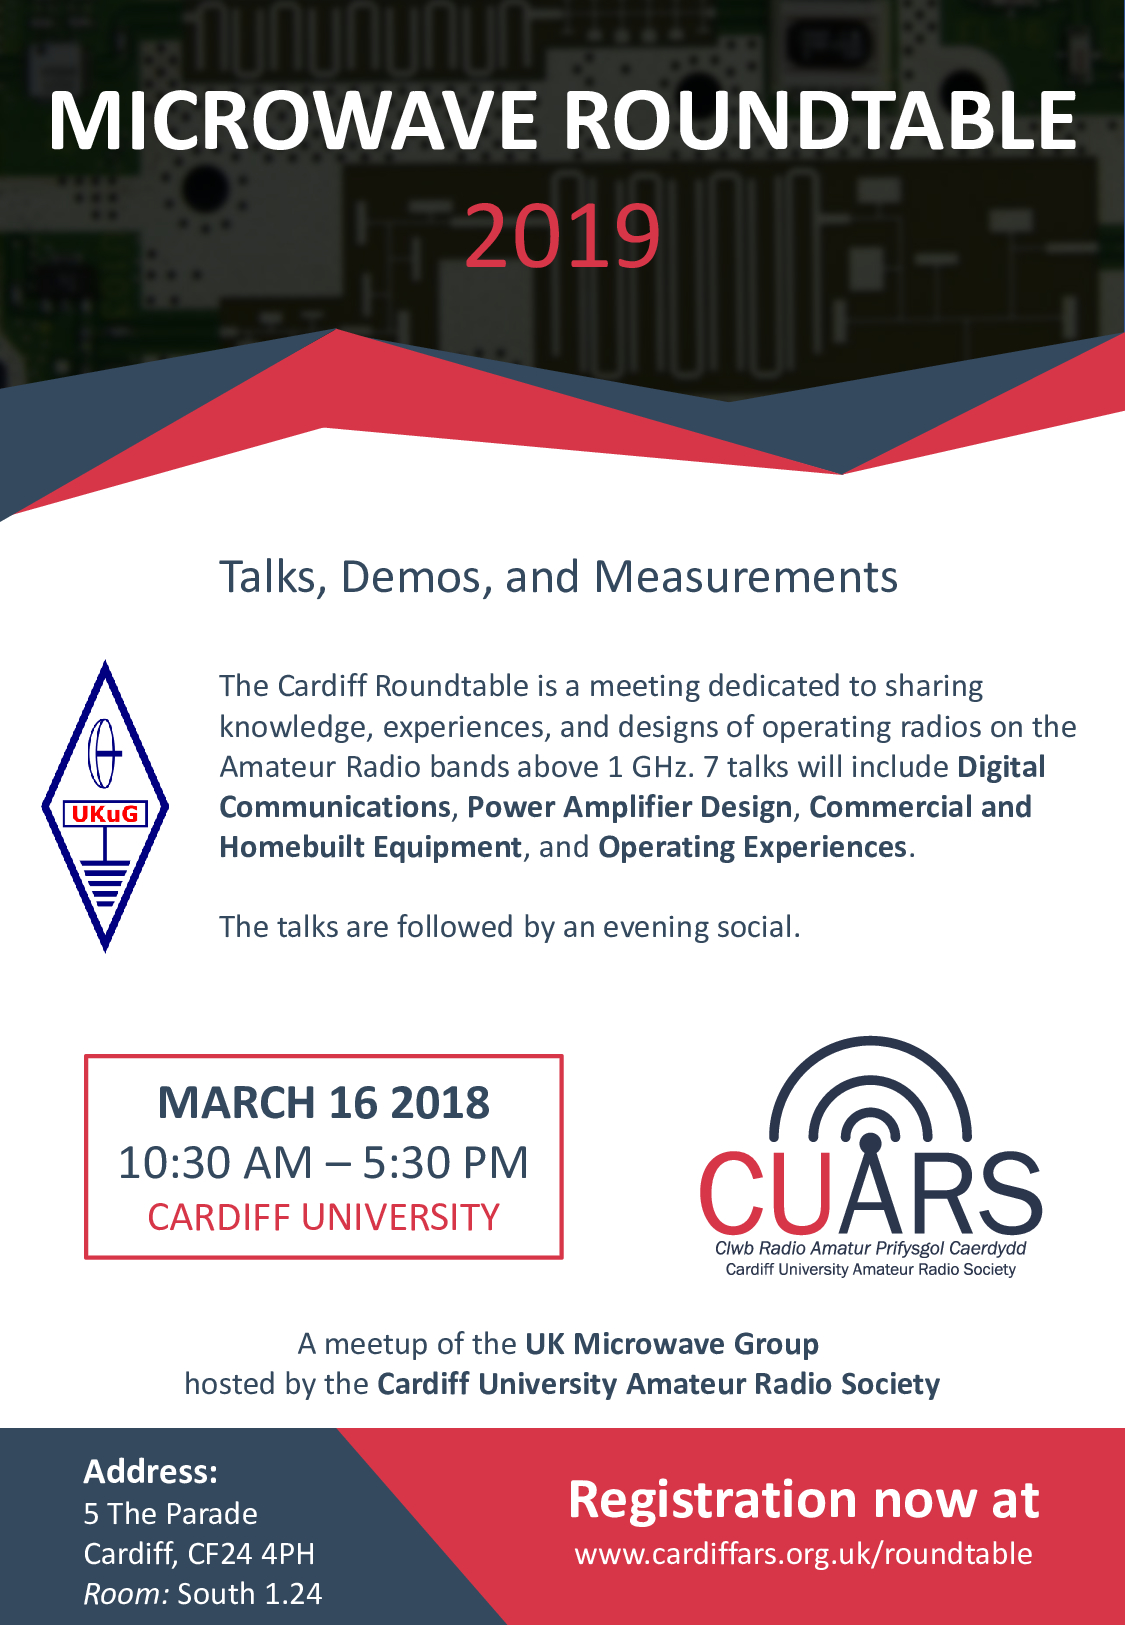 MICROWAVE ROUNDTABLE
2019
Talks, Demos, and Measurements
The Cardiff Roundtable is a meeting dedicated to sharing
knowledge, experiences, and designs of operating radios on the
Amateur Radio bands above 1 GHz. 7 talks will include Digital
Communications, Power Amplifier Design, Commercial and
Homebuilt Equipment, and Operating Experiences.
The talks are followed by an evening social.
UKuG
MARCH 16 2018
10:30 AM – 5:30 PM
CARDIFF UNIVERSITY
CUARS
Clwb Radio Amatur Prifysgol Caerdydd
Cardiff University Amateur Radio Society
A meetup of the UK Microwave Group
hosted by the Cardiff University Amateur Radio Society
Address:
5 The Parade
Cardiff, CF24 4PH
Room: South 1.24
Registration now at
www.cardiffars.org.uk/roundtable